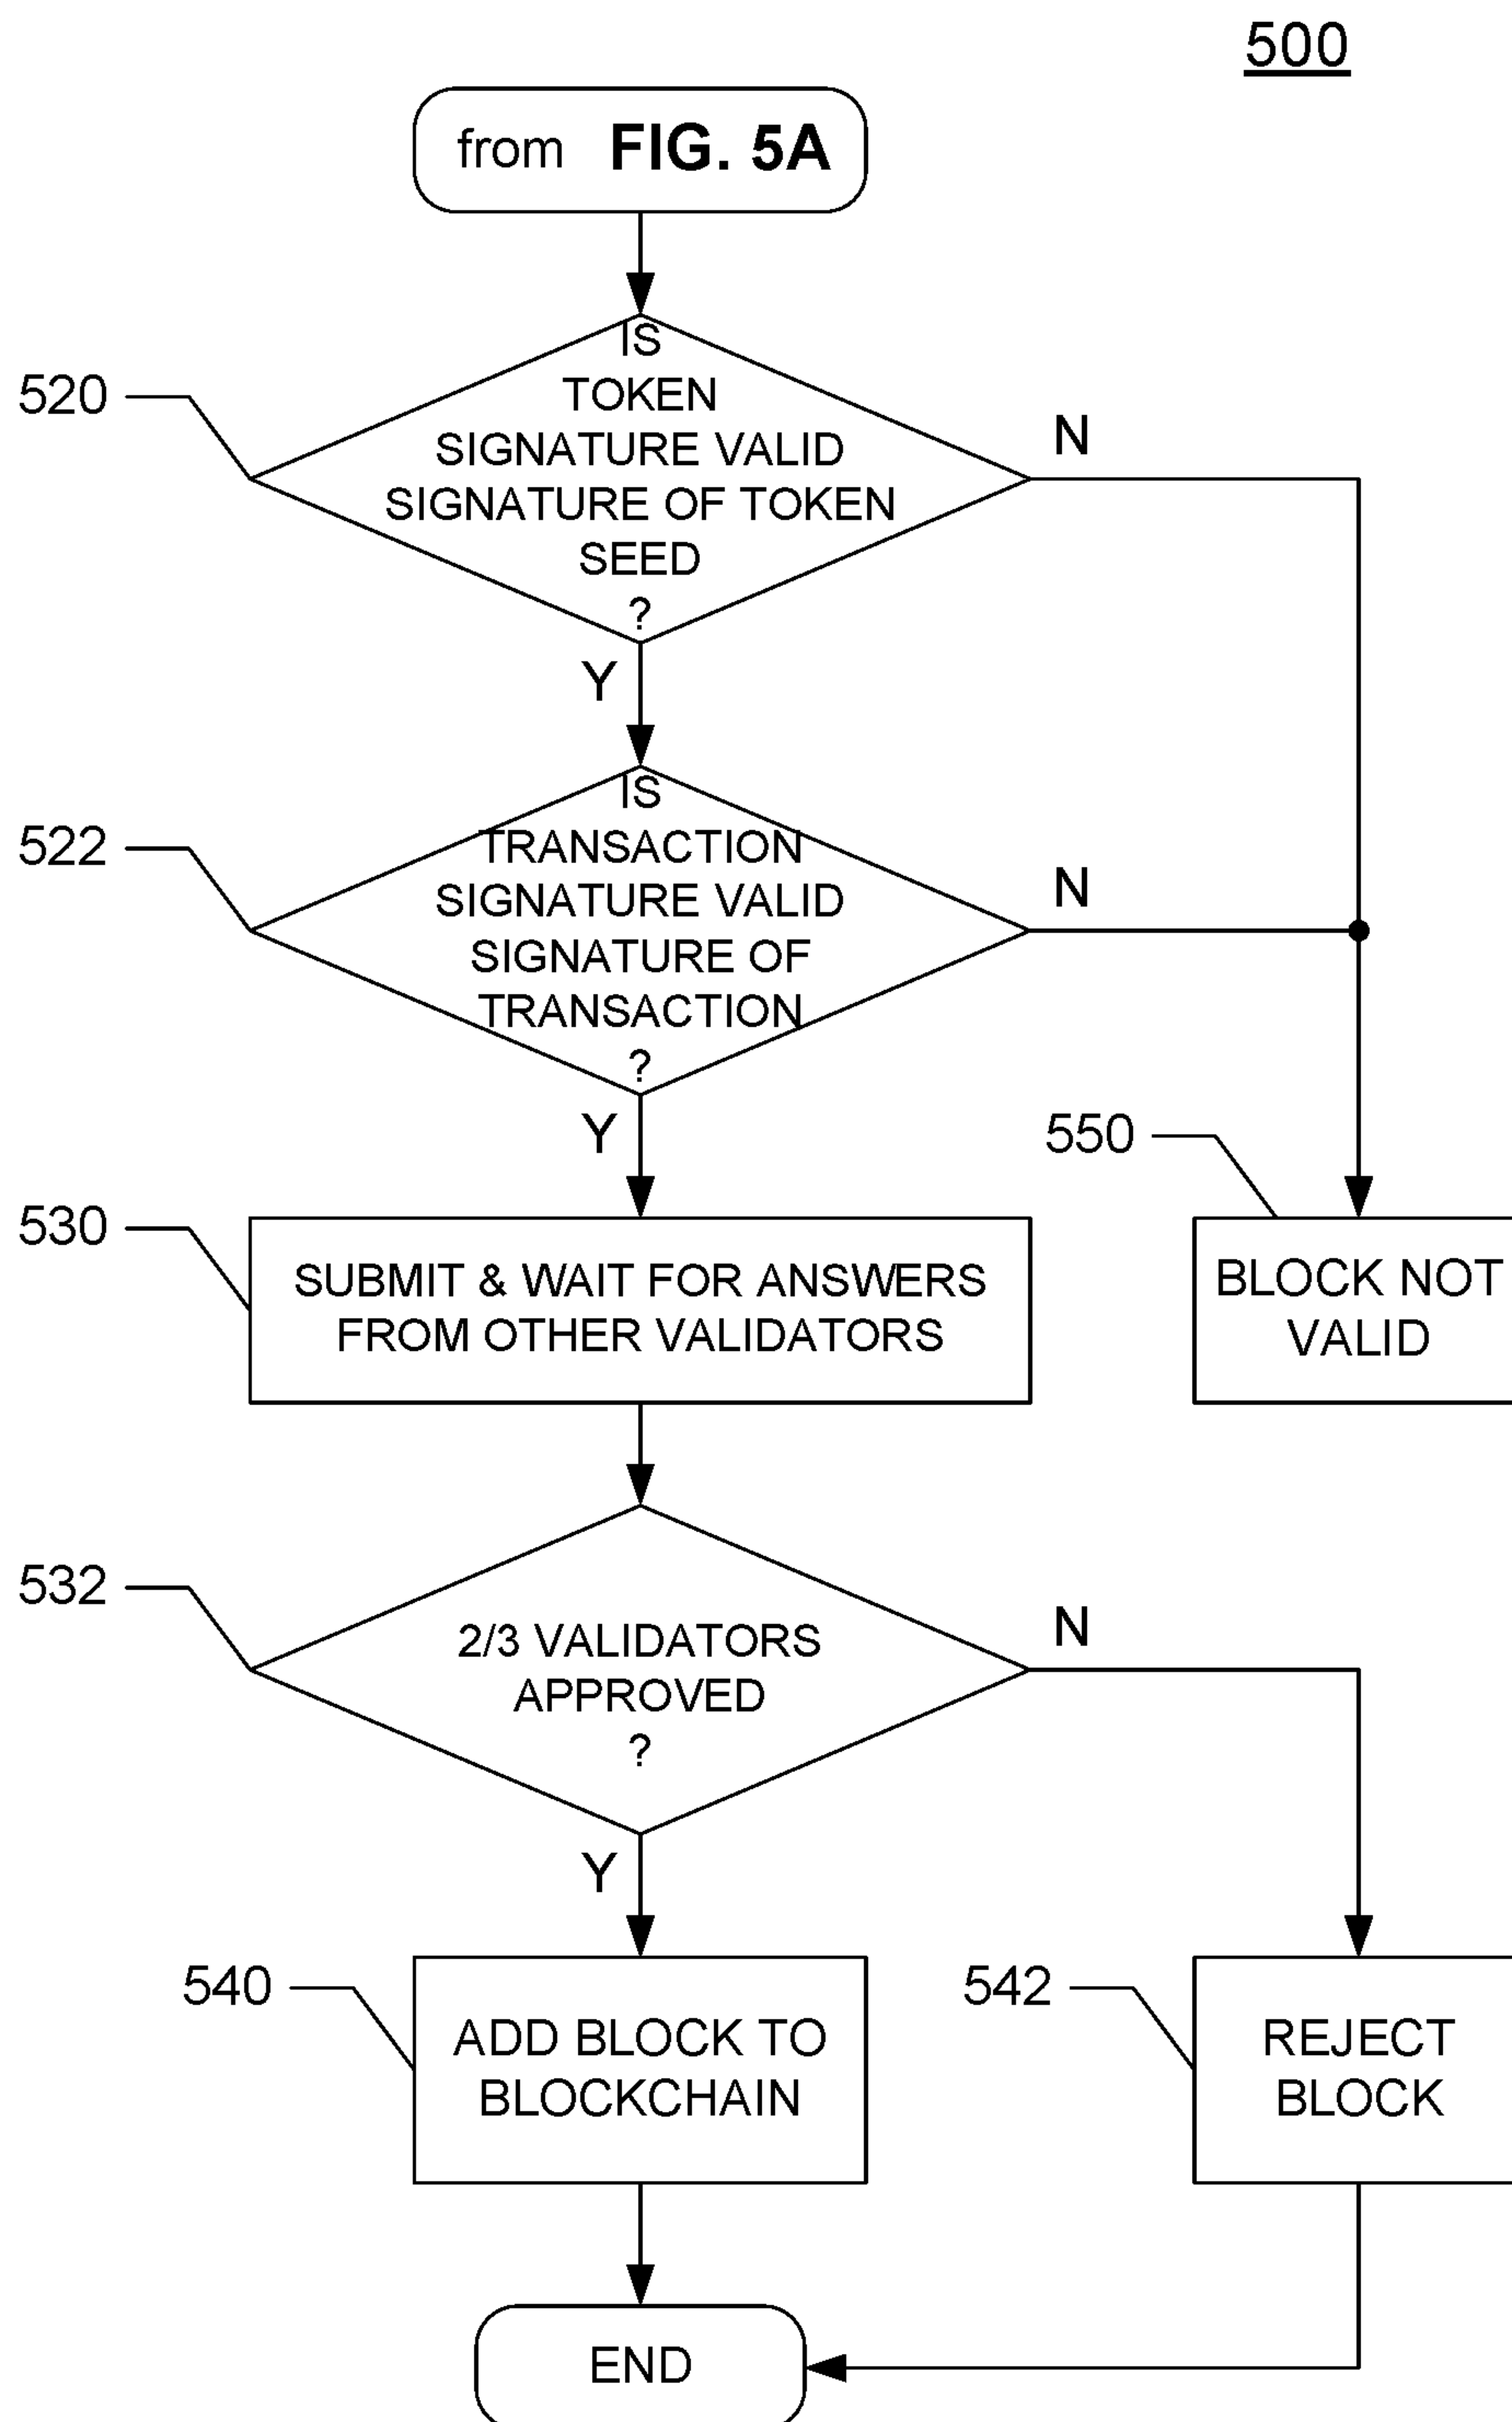 500
from FIG. 5A
520
IS
TOKEN
SIGNATURE VALID
SIGNATURE OF TOKEN
SEED
?
N
Y
522
IS
TRANSACTION
SIGNATURE VALID
SIGNATURE OF
TRANSACTION
?
N
Y
550
530
SUBMIT & WAIT FOR ANSWERS
FROM OTHER VALIDATORS
BLOCK NOT
VALID
532
2/3 VALIDATORS
APPROVED
?
N
Y
540
ADD BLOCK TO
BLOCKCHAIN
542
REJECT
BLOCK
END